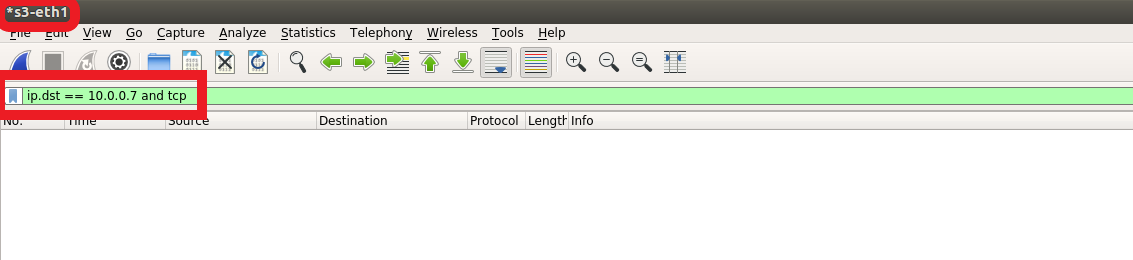 *s3-eth1
File Edit View Go Capture Analyze Statistics Telephony Wireless Tools Help
ip.dst == 10.0.0.7 and tcp
No. Time Source Destination Protocol Length Info